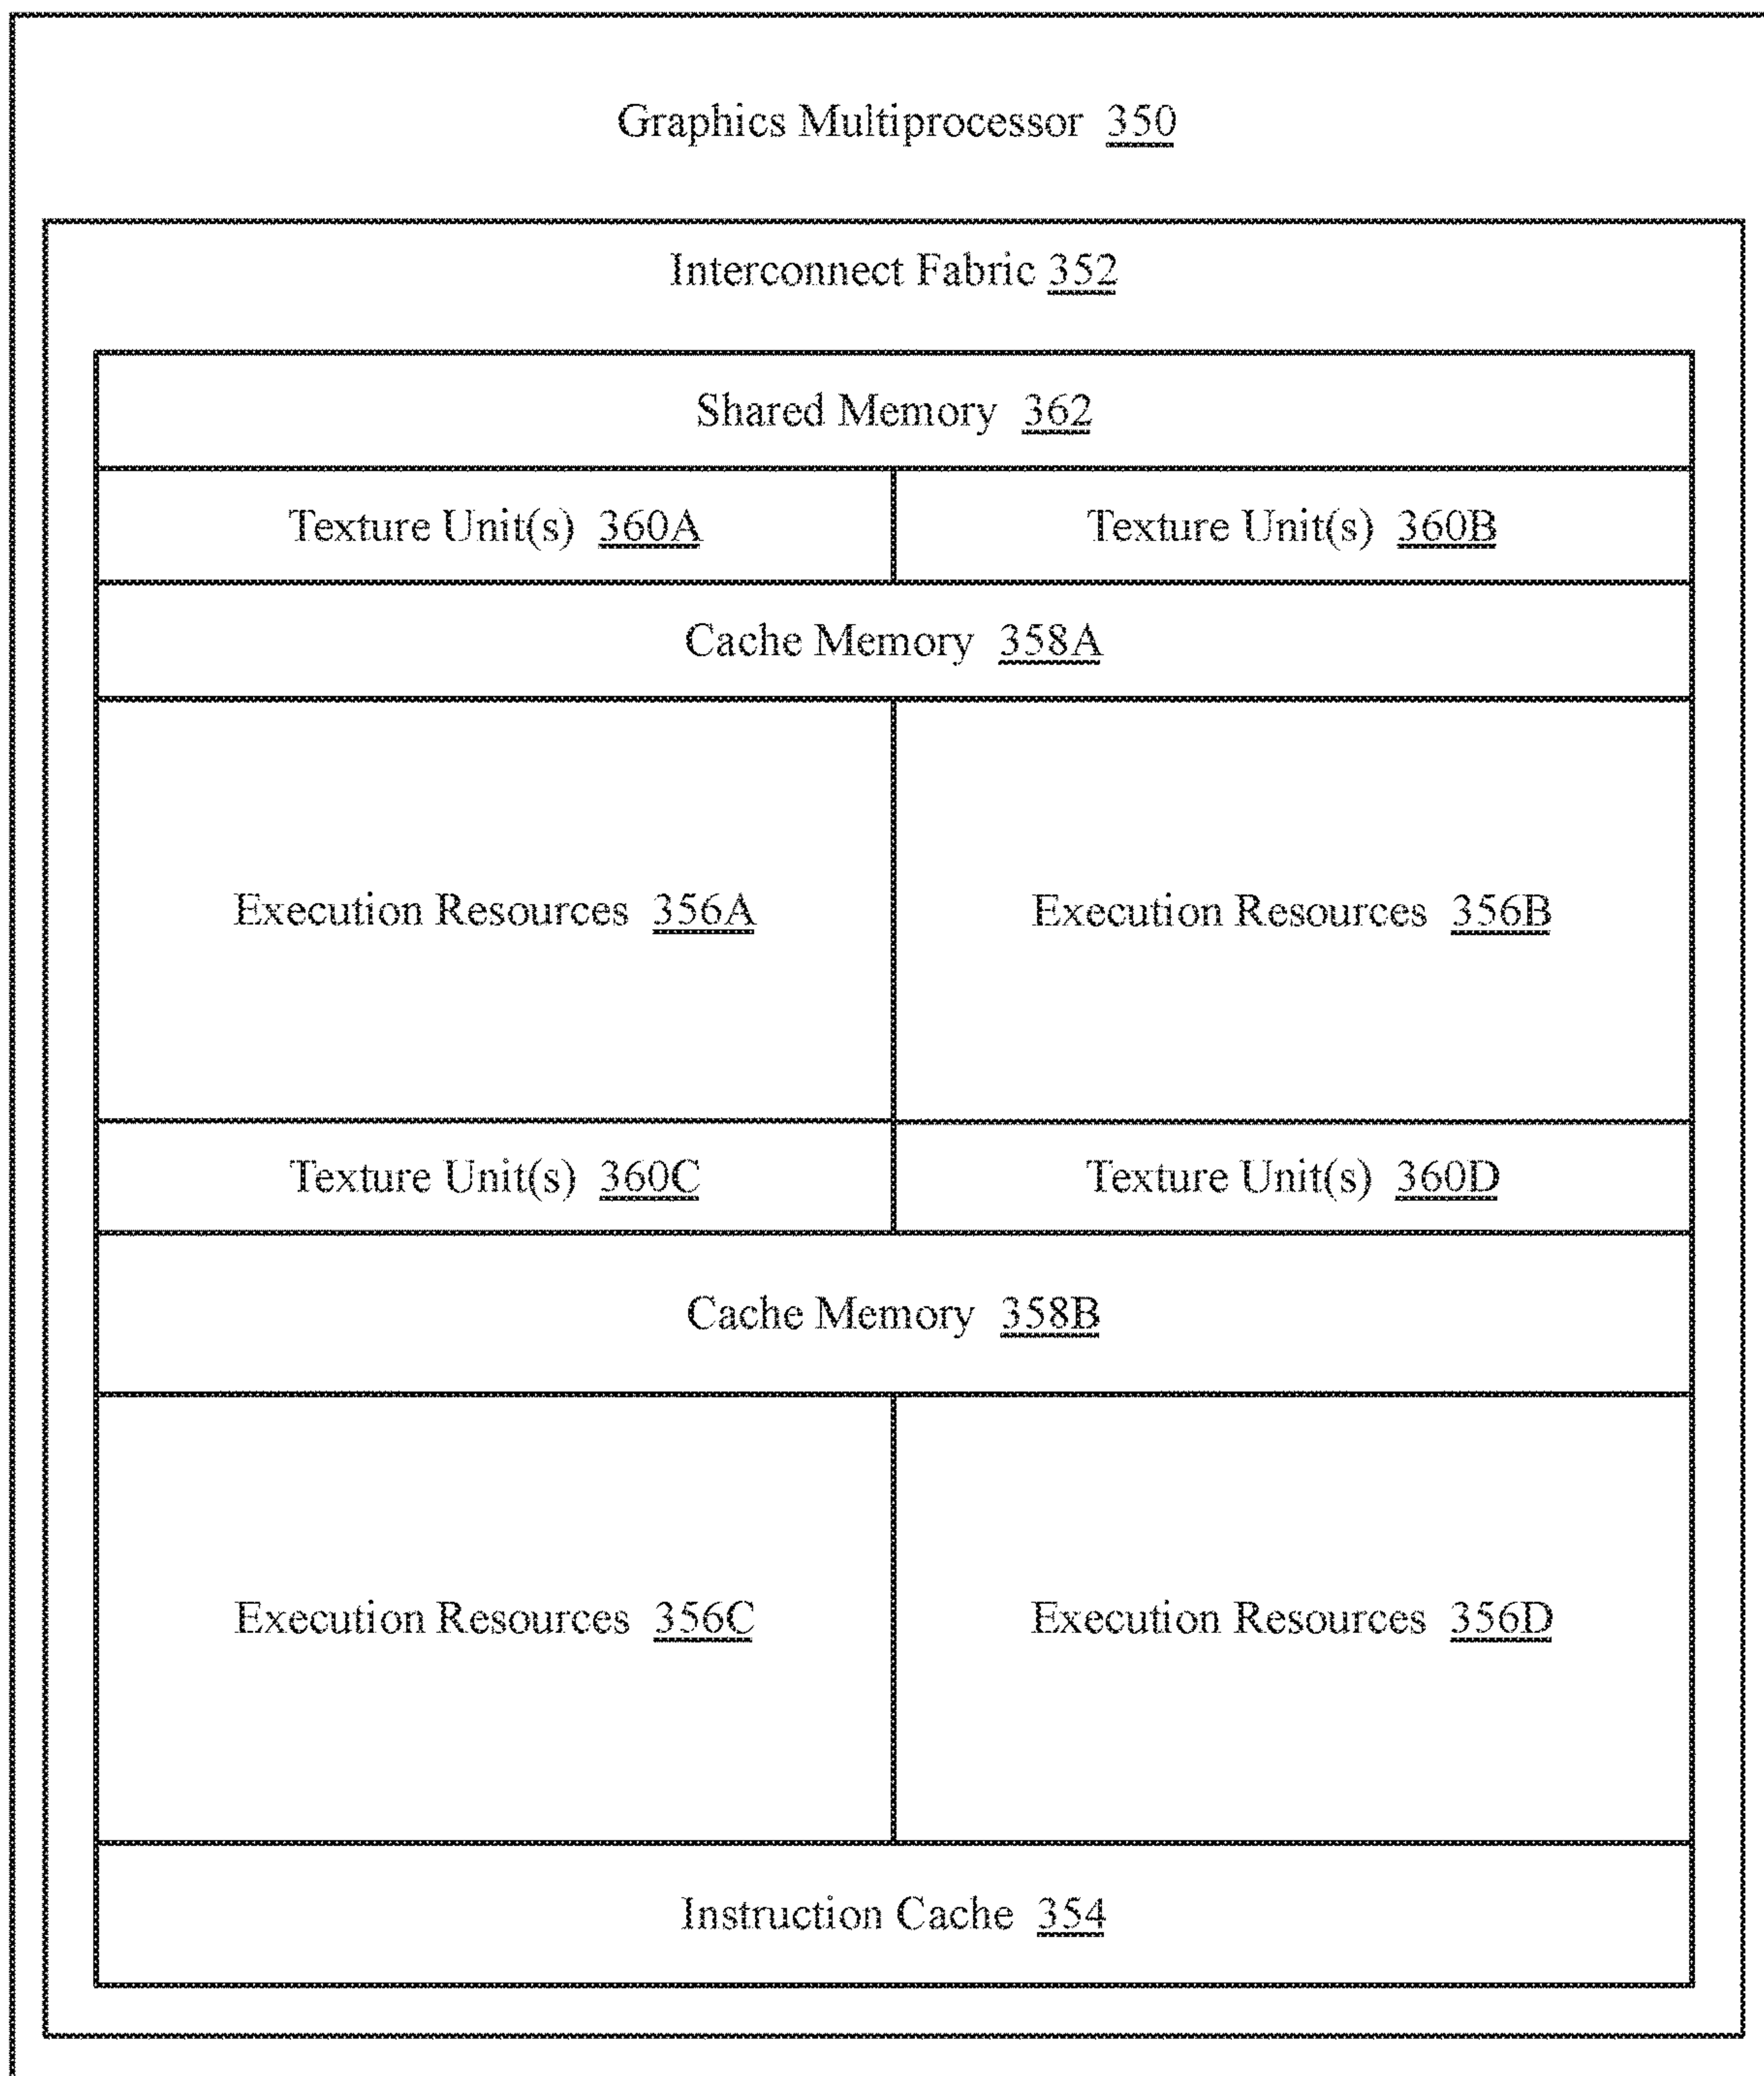 Graphics Multiprocessor 350
Interconnect Fabric 352
Shared Memory 362
Texture Unit(s) 360A
Texture Unit(s) 360B
Cache Memory 358A
Execution Resources 356A
Execution Resources 356B
Texture Unit(s) 360C
Texture Unit(s) 360D
Cache Memory 358B
Execution Resources 356C
Execution Resources 356D
Instruction Cache 354